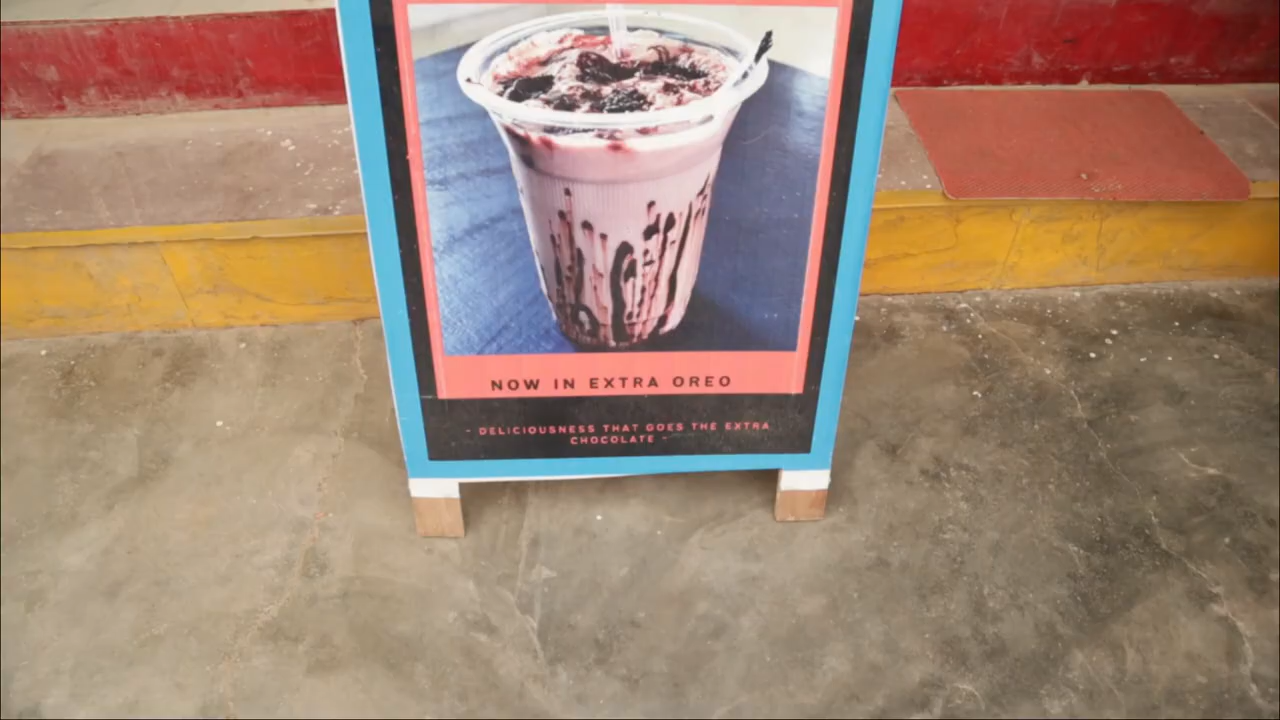 NOW IN EXTRA OREO
- DELICIOUSNESS THAT GOES THE EXTRA
CHOCOLATE -